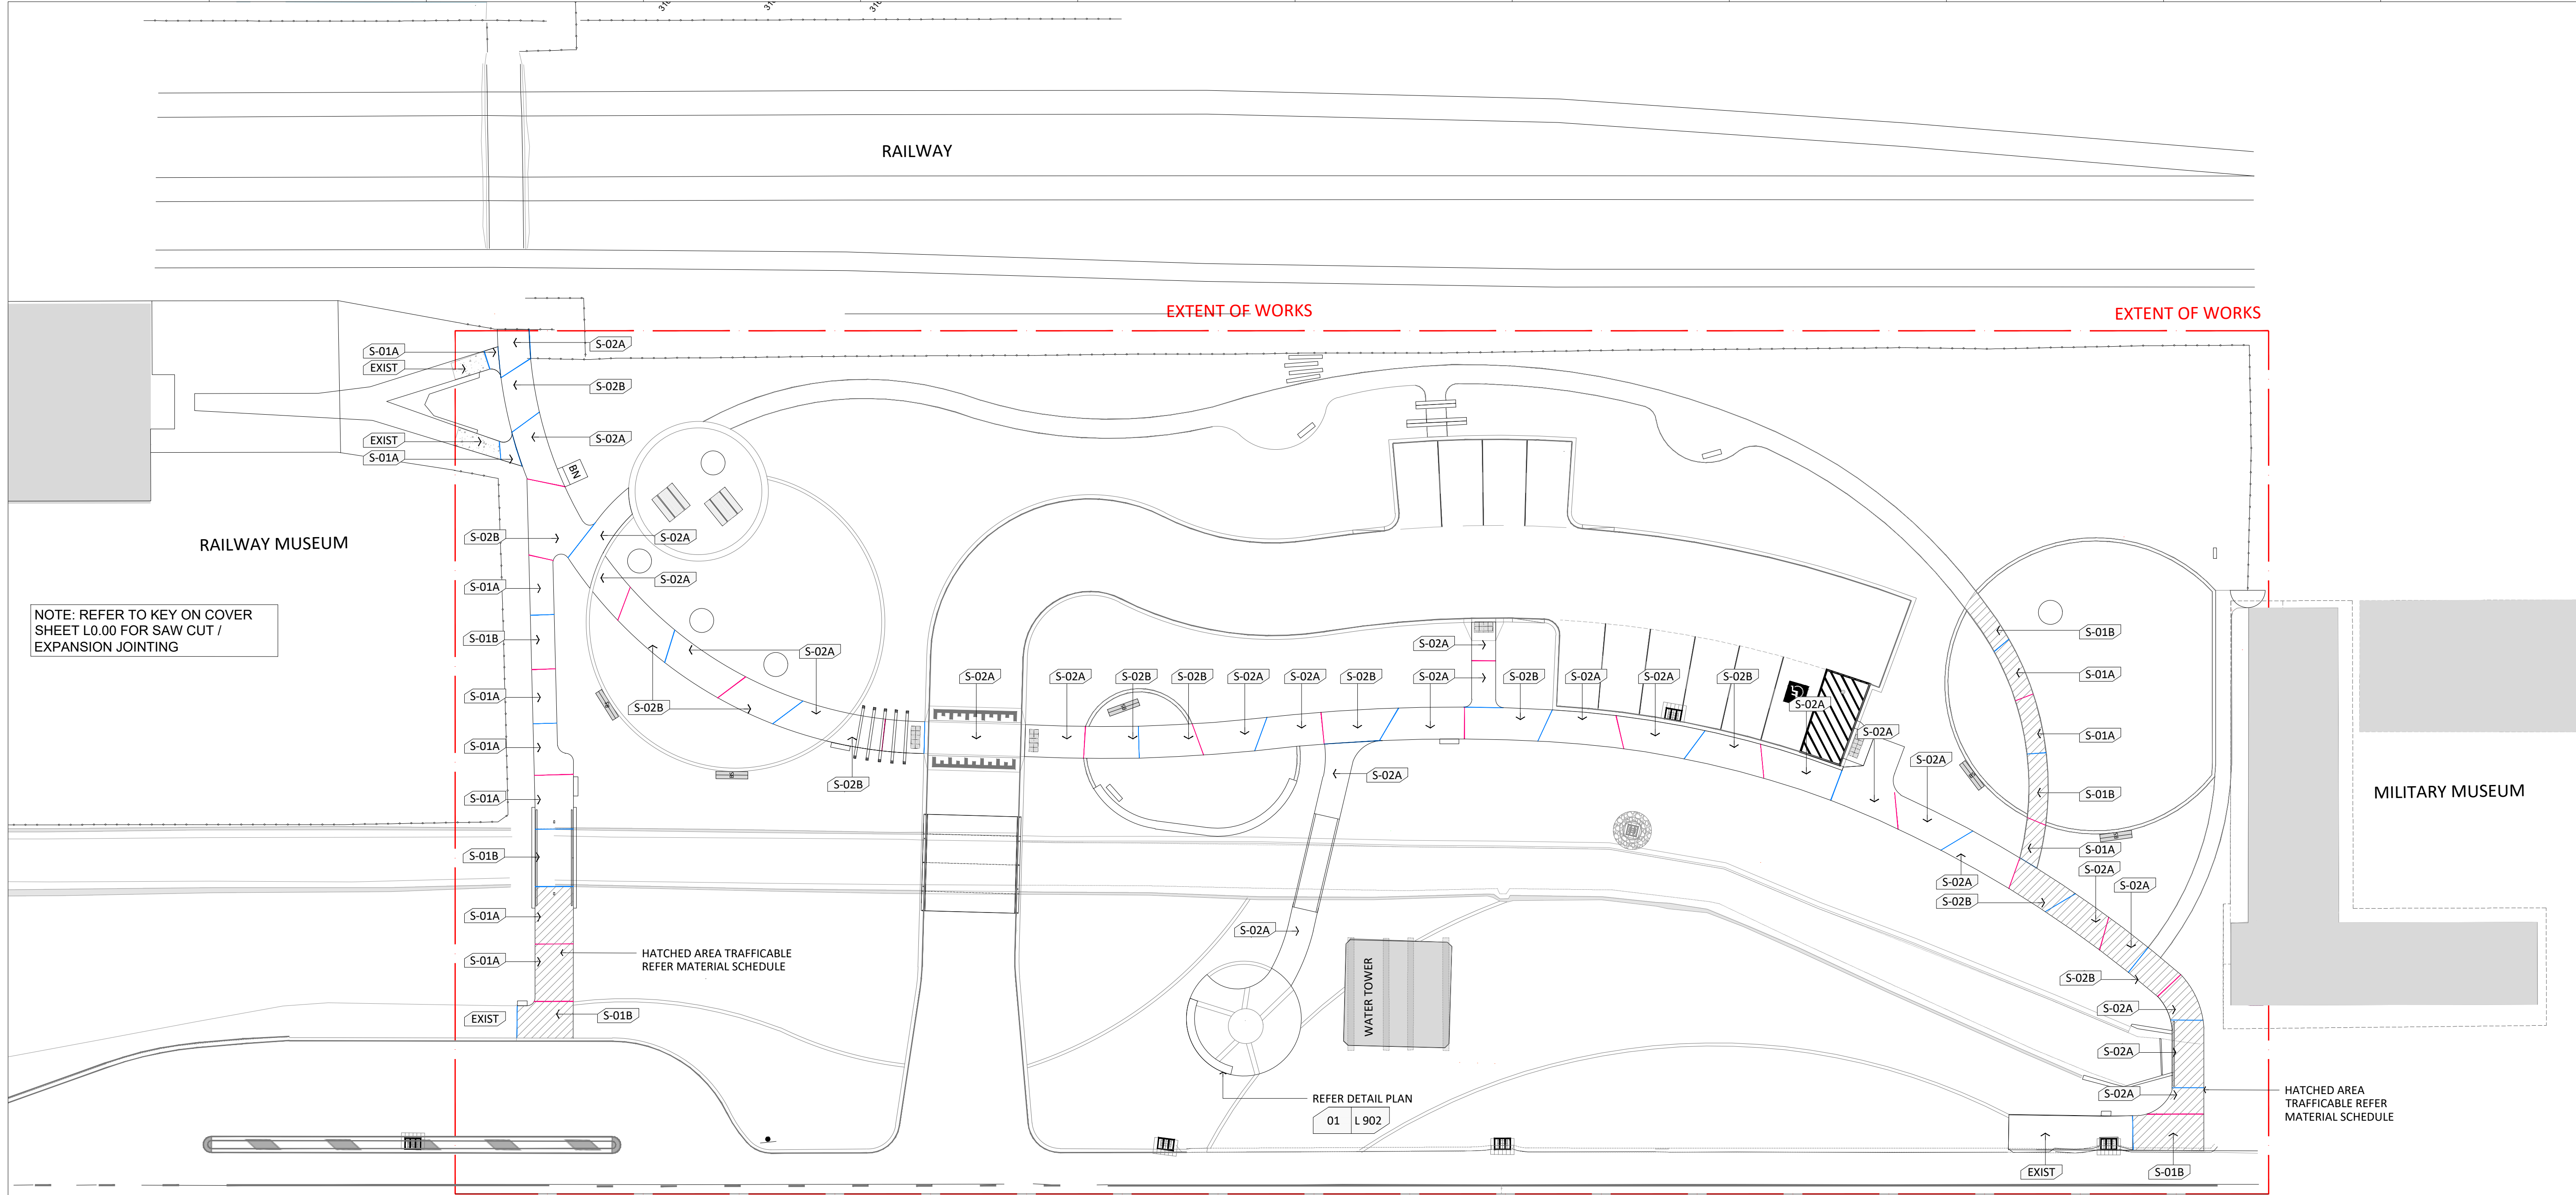 RAILWAY
EXTENT OF WORKS
EXTENT OF WORKS
S-01A
S-02A
EXIST
S-02B
EXIST
S-02A
S-01A
BN
RAILWAY MUSEUM
S-02B
S-02A
S-02A
S-01A
NOTE: REFER TO KEY ON COVER
SHEET L0.00 FOR SAW CUT /
EXPANSION JOINTING
S-01B
S-02A
S-02B
S-01A
S-01A
S-02B
S-01A
S-01B
S-01A
S-01A
HATCHED AREA TRAFFICABLE
REFER MATERIAL SCHEDULE
EXIST
S-01B
S-02A
S-02A
S-02B
S-02B
S-02A
S-02A
S-02B
S-02A
S-02A
S-02B
S-02A
S-02A
S-02B
S-02A
S-02A
S-02A
S-02A
S-02A
S-02A
WATER TOWER
REFER DETAIL PLAN
01 L 902
S-01B
S-01A
S-01A
S-01B
S-01A
S-02A
S-02A
S-02A
S-02B
S-02B
S-02A
S-02A
S-02A
MILITARY MUSEUM
HATCHED AREA
TRAFFICABLE REFER
MATERIAL SCHEDULE
EXIST
S-01B